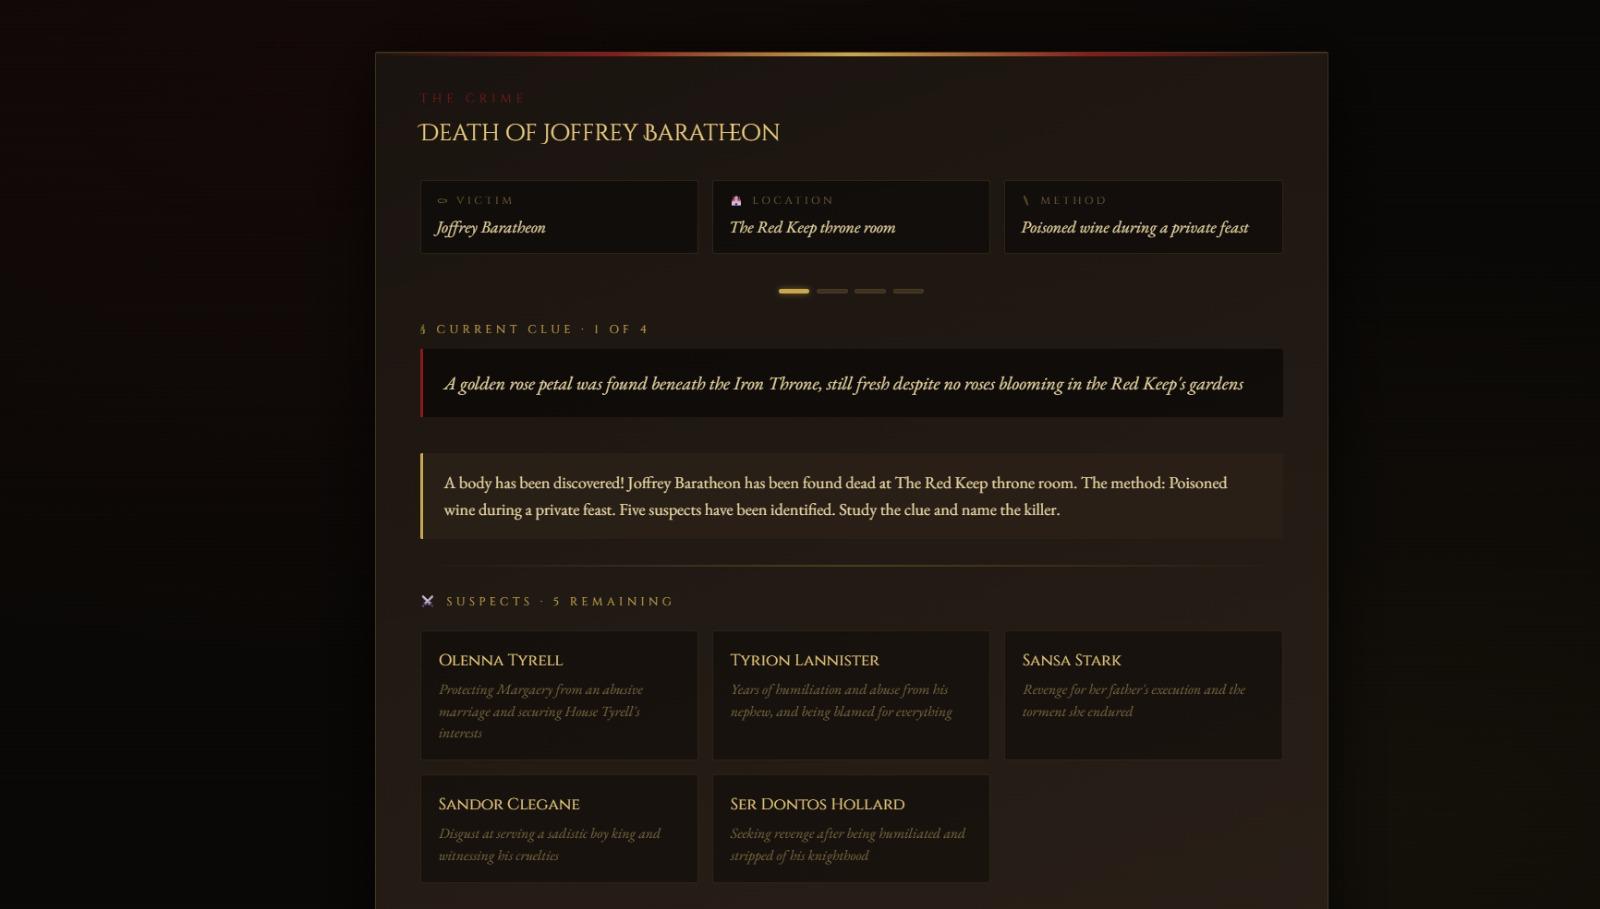 THE CRIME
DEATH OF JOFFREY BARATHEON
VICTIM
Joffrey Baratheon
LOCATION
The Red Keep throne room
METHOD
Poisoned wine during a private feast
§ CURRENT CLUE · 1 OF 4
A golden rose petal was found beneath the Iron Throne, still fresh despite no roses blooming in the Red Keep's gardens
A body has been discovered! Joffrey Baratheon has been found dead at The Red Keep throne room. The method: Poisoned
wine during a private feast. Five suspects have been identified. Study the clue and name the killer.
SUSPECTS · 5 REMAINING
OLENNA TYRELL
Protecting Margaery from an abusive
marriage and securing House Tyrell's
interests
TYRION LANNISTER
Years of humiliation and abuse from his
nephew, and being blamed for everything
SANSA STARK
Revenge for her father's execution and the
torment she endured
SANDOR CLEGANE
Disgust at serving a sadistic boy king and
witnessing his cruelties
SER DONTOS HOLLARD
Seeking revenge after being humiliated and
stripped of his knighthood